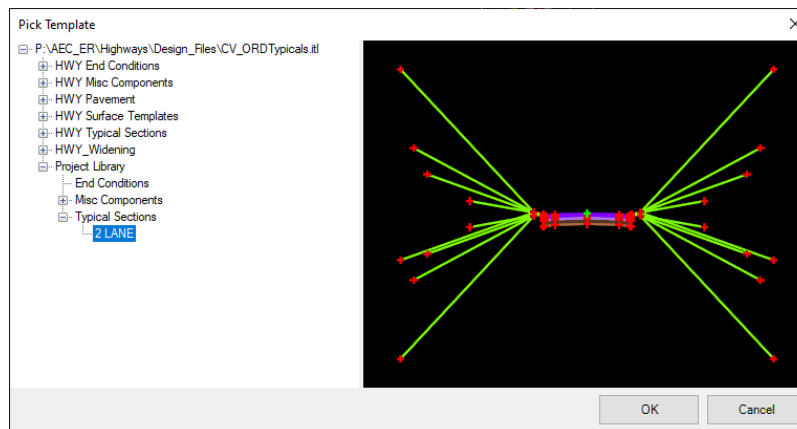 Pick Template
P:\AEC_ER\Highways\Design_Files\CV_ORDTypicals.itl
HWY End Conditions
HWY Misc Components
HWY Pavement
HWY Surface Templates
HWY Typical Sections
HWY_Widening
Project Library
End Conditions
Misc Components
Typical Sections
2 LANE
OK Cancel